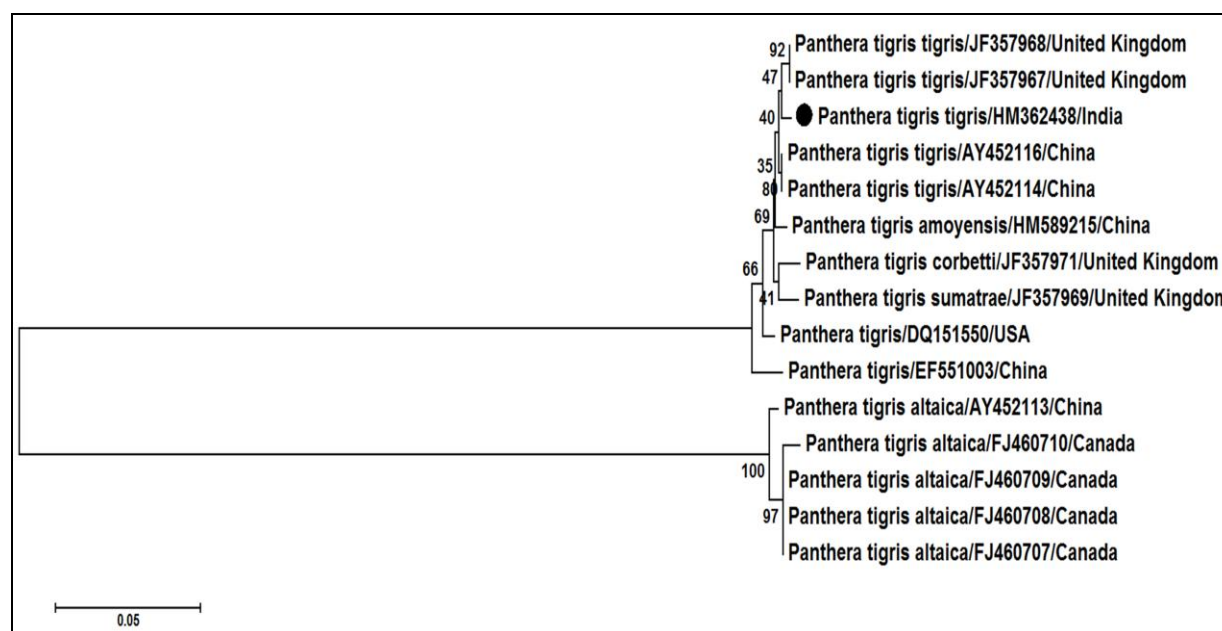 92
Panthera tigris tigris/JF357968/United Kingdom
47
Panthera tigris tigris/JF357967/United Kingdom
40
Panthera tigris tigris/HM362438/India
Panthera tigris tigris/AY452116/China
35
80
Panthera tigris tigris/AY452114/China
69
Panthera tigris amoyensis/HM589215/China
66
Panthera tigris corbetti/JF357971/United Kingdom
41
Panthera tigris sumatrae/JF357969/United Kingdom
Panthera tigris/DQ151550/USA
Panthera tigris/EF551003/China
Panthera tigris altaica/AY452113/China
Panthera tigris altaica/FJ460710/Canada
100
Panthera tigris altaica/FJ460709/Canada
97
Panthera tigris altaica/FJ460708/Canada
Panthera tigris altaica/FJ460707/Canada
0.05